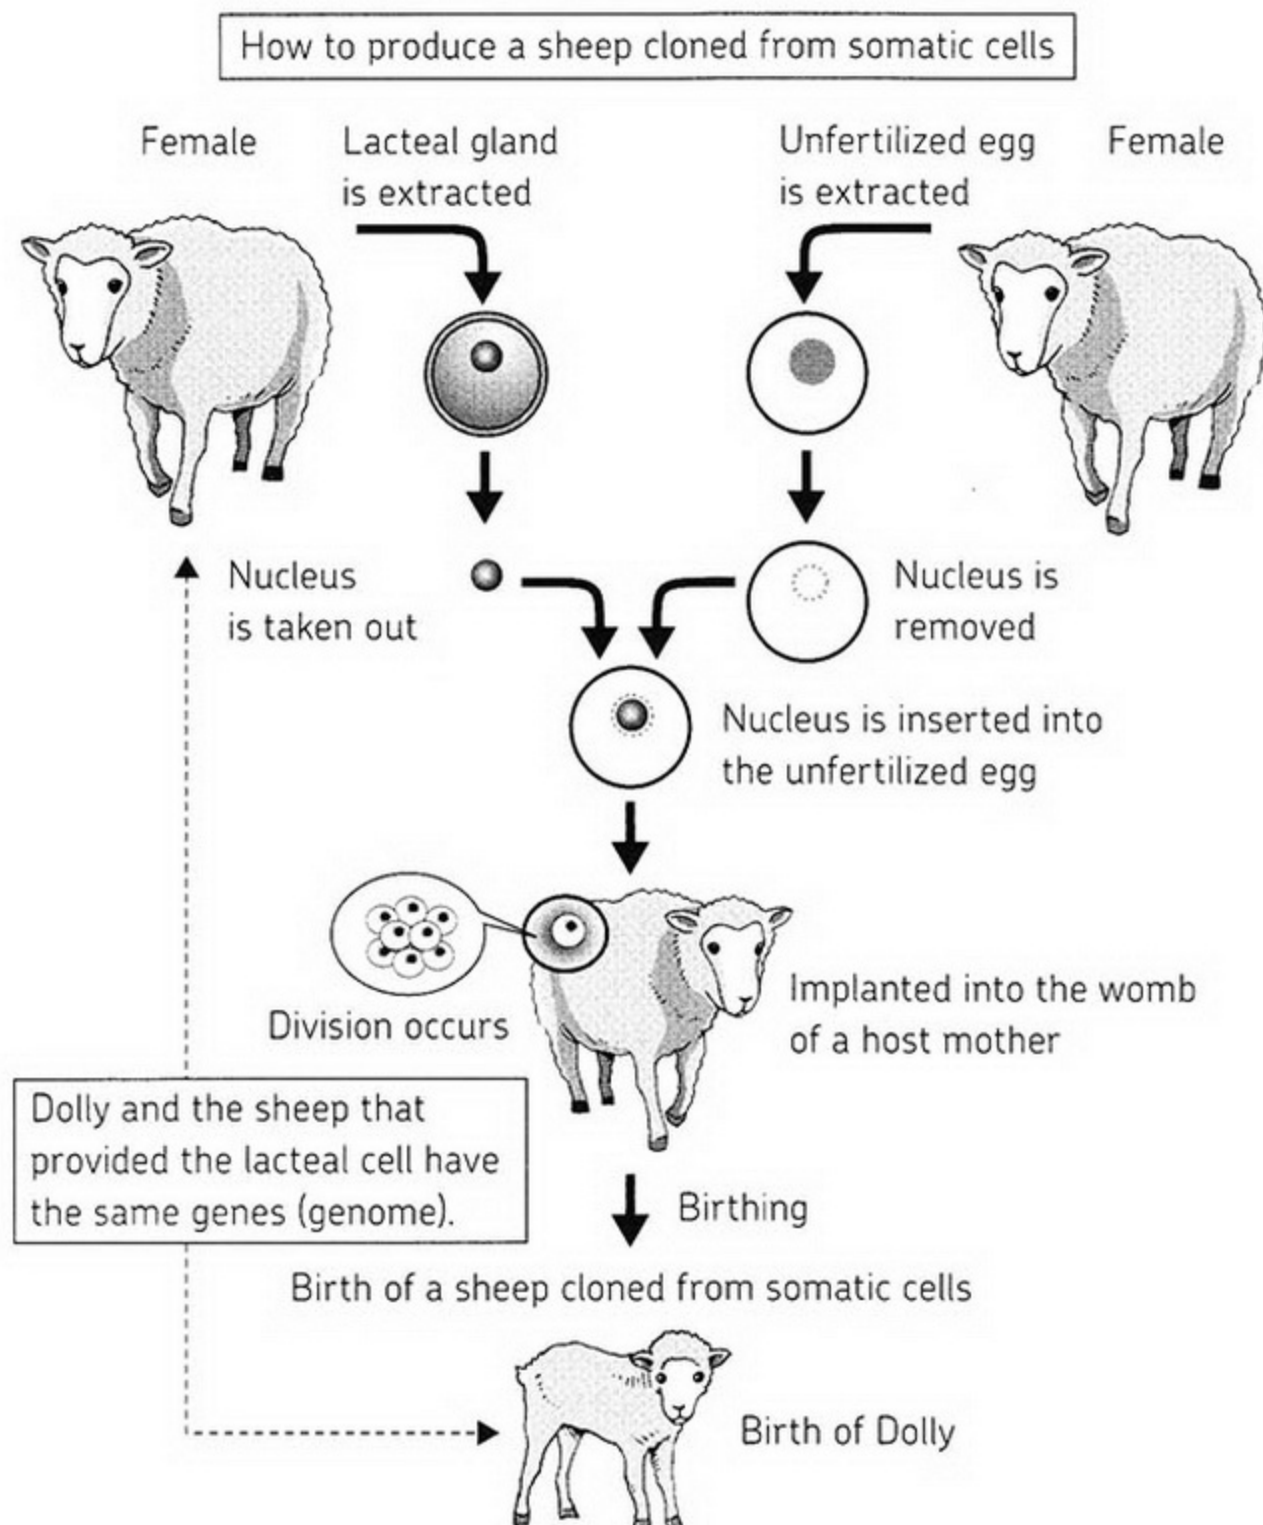 How to produce a sheep cloned from somatic cells
Female
Lacteal gland
is extracted
Unfertilized egg
is extracted
Female
Nucleus
is taken out
Nucleus is
removed
Nucleus is inserted into
the unfertilized egg
Division occurs
Implanted into the womb
of a host mother
Dolly and the sheep that
provided the lacteal cell have
the same genes (genome).
Birthing
Birth of a sheep cloned from somatic cells
Birth of Dolly